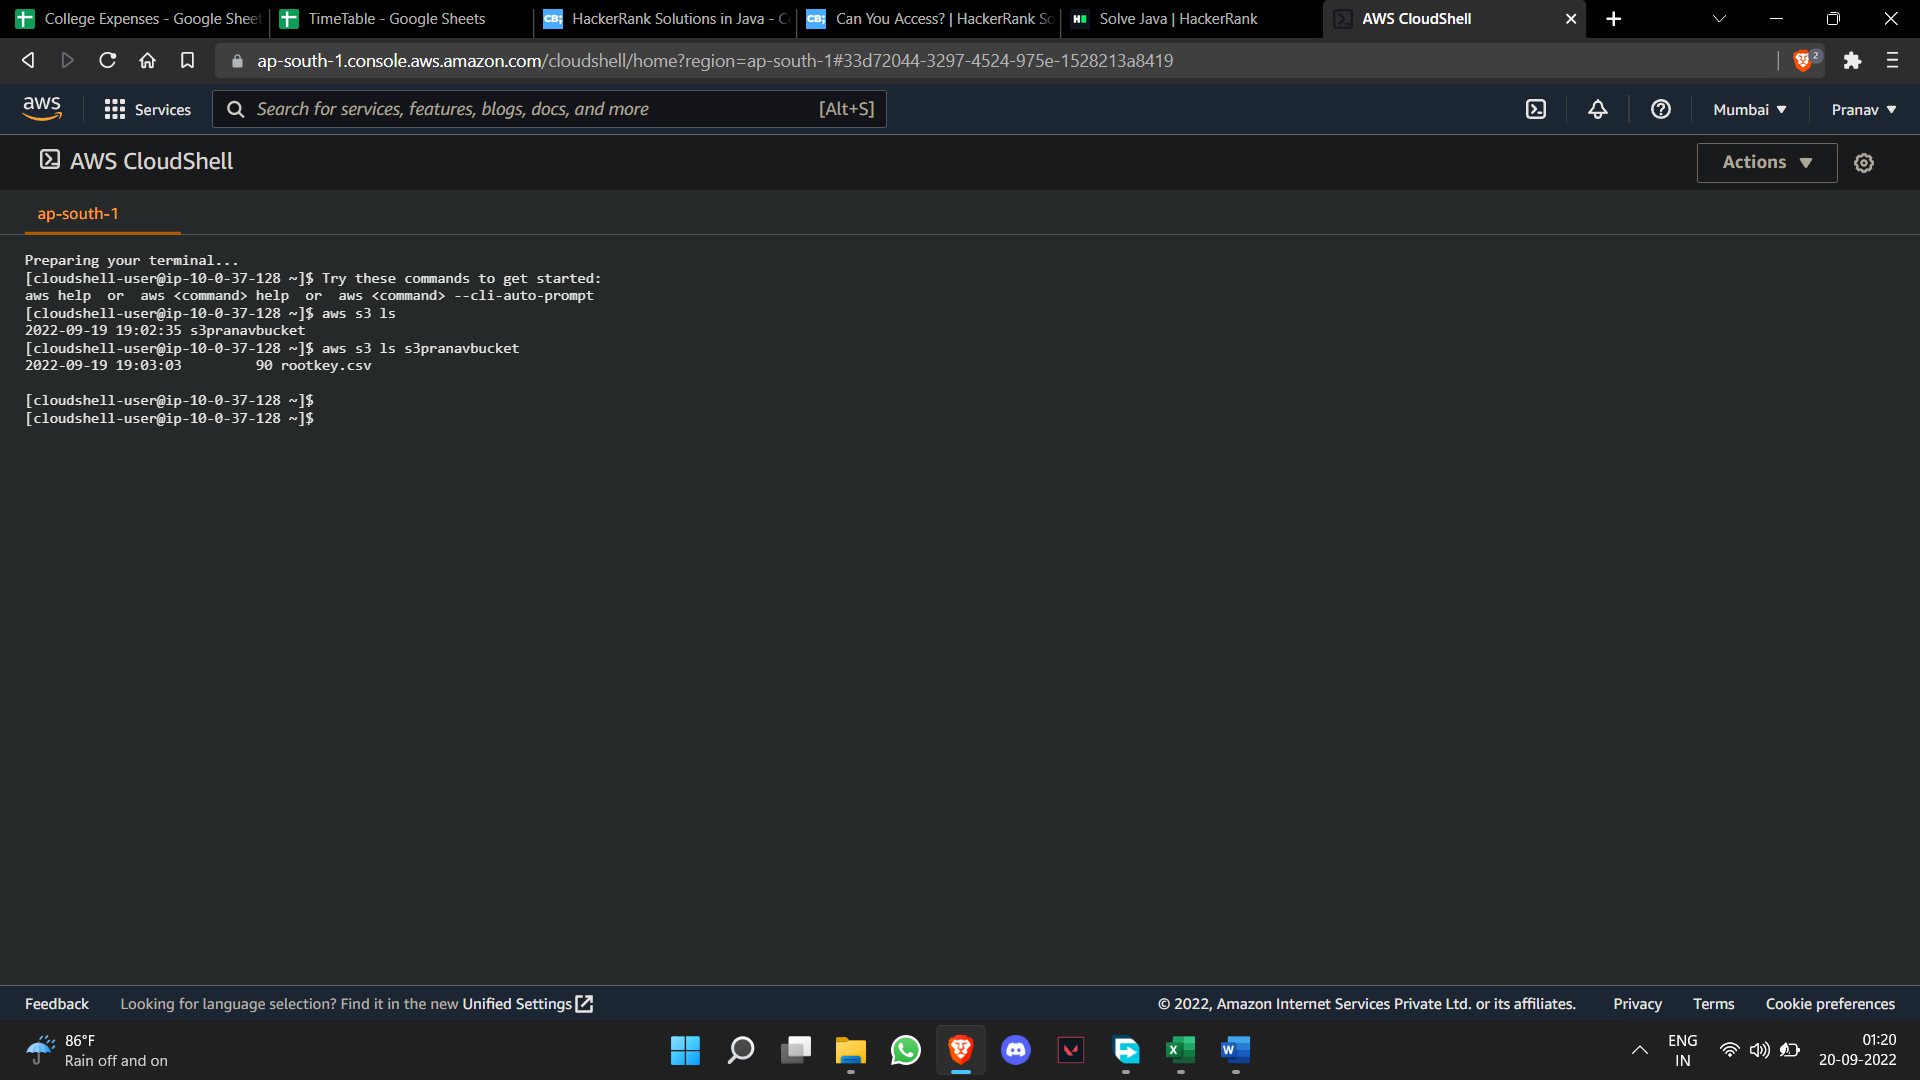 College Expenses - Google Sheet
TimeTable - Google Sheets
CB; HackerRank Solutions in Java - C
CB; Can You Access? | HackerRank So
H Solve Java | HackerRank
AWS CloudShell
ap-south-1.console.aws.amazon.com/cloudshell/home?region=ap-south-1#33d72044-3297-4524-975e-1528213a8419
2
aws
Services
Search for services, features, blogs, docs, and more
[Alt+S]
Mumbai
Pranav
AWS CloudShell
Actions
ap-south-1
Preparing your terminal...
[cloudshell-user@ip-10-0-37-128 ~]$ Try these commands to get started:
aws help  or  aws <command> help  or  aws <command> --cli-auto-prompt
[cloudshell-user@ip-10-0-37-128 ~]$ aws s3 ls
2022-09-19 19:02:35 s3pranavbucket
[cloudshell-user@ip-10-0-37-128 ~]$ aws s3 ls s3pranavbucket
2022-09-19 19:03:03         90 rootkey.csv
[cloudshell-user@ip-10-0-37-128 ~]$
[cloudshell-user@ip-10-0-37-128 ~]$
Feedback
Looking for language selection? Find it in the new Unified Settings
© 2022, Amazon Internet Services Private Ltd. or its affiliates.
Privacy
Terms
Cookie preferences
86°F
Rain off and on
X
W
ENG
IN
01:20
20-09-2022